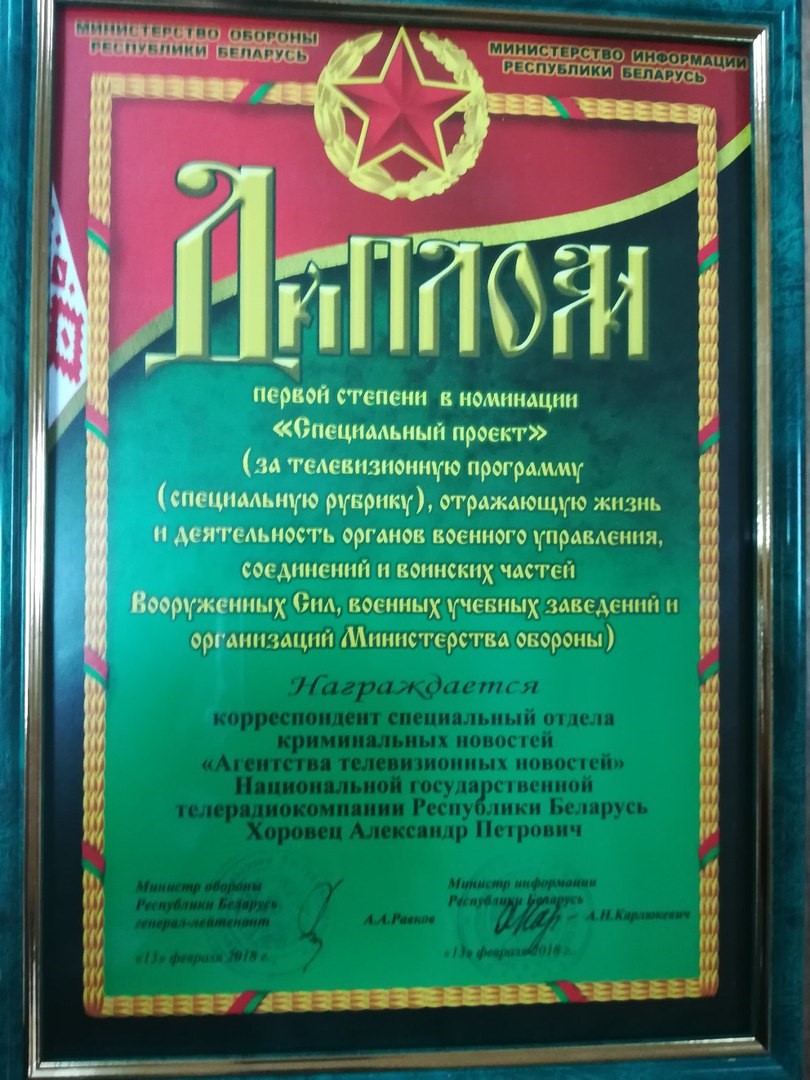 МИНИСТЕРСТВО ОБОРОНЫ
РЕСПУБЛИКИ БЕЛАРУСЬ
МИНИСТЕРСТВО ИНФОРМАЦИИ
РЕСПУБЛИКИ БЕЛАРУСЬ
Диплом
первой степени в номинации
«Специальный проект»
(за телевизионную программу
(специальную рубрику), отражающую жизнь
и деятельность органов военного управления,
соединений и воинских частей
Вооруженных Сил, военных учебных заведений и
организаций Министерства обороны)
Награждается
корреспондент специальный отдела
криминальных новостей
«Агентства телевизионных новостей»
Национальной государственной
телерадиокомпании Республики Беларусь
Хоровец Александр Петрович
Министр обороны
Республики Беларусь
генерал-лейтенант А.А.Равков
«13» февраля 2018 г.
Министр информации
Республики Беларусь
А.Н.Карлюкевич
«13» февраля 2018 г.